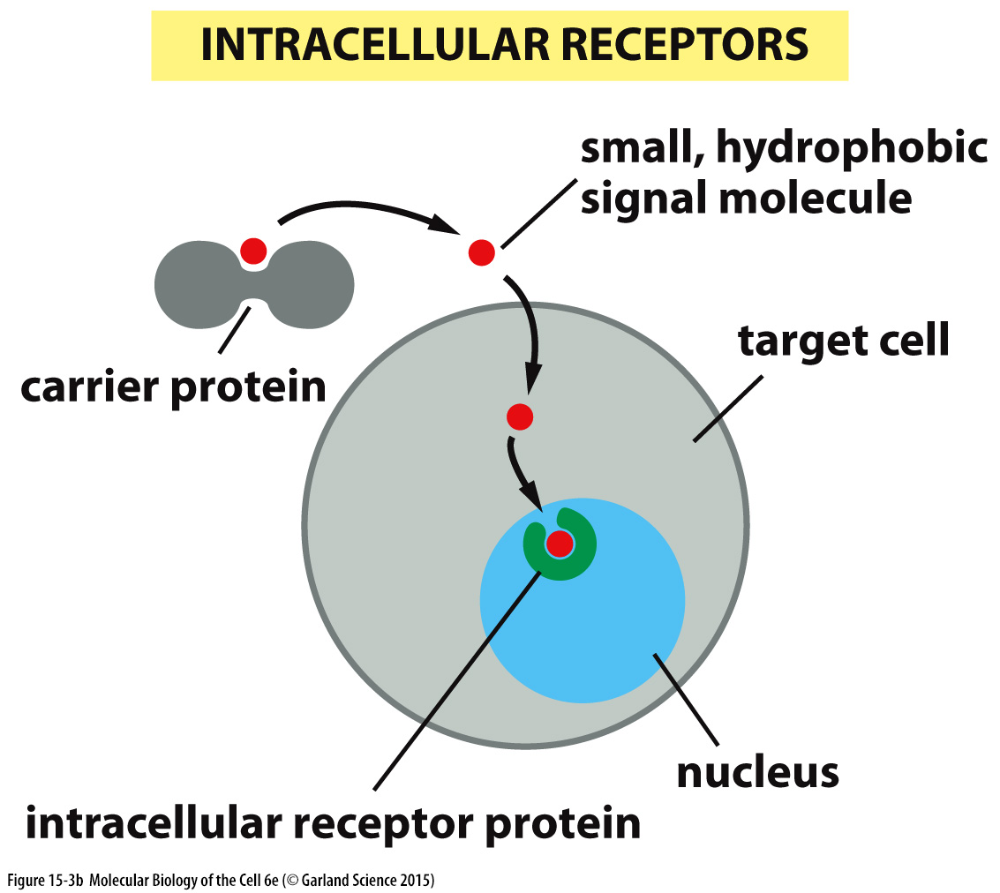 INTRACELLULAR RECEPTORS
small, hydrophobic
signal molecule
target cell
carrier protein
nucleus
intracellular receptor protein
Figure 15-3b Molecular Biology of the Cell 6e (© Garland Science 2015)